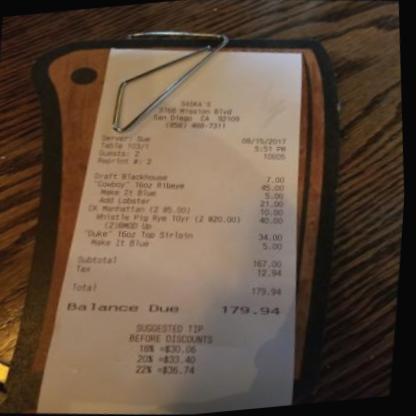 SASKA'S
3768 Mission Blvd
San Diego CA 92109
(858) 488-7311
Server: Sue 08/15/2017
Table 103/1 5:51 PM
Guests: 2 10005
Reprint #: 2
Draft Blackhouse 7.00
"Cowboy" 16oz Ribeye 45.00
Make It Blue 5.00
Add Lobster 21.00
CK Manhattan (2 @5.00) 10.00
Whistle Pig Rye 10yr (2 @20.00) 40.00
(2)@MOD Up
"Duke" 16oz Top Sirloin 34.00
Make It Blue 5.00
Subtotal 167.00
Tax 12.94
Total 179.94
Balance Due 179.94
SUGGESTED TIP
BEFORE DISCOUNTS
18% =$30.06
20% =$33.40
22% =$36.74